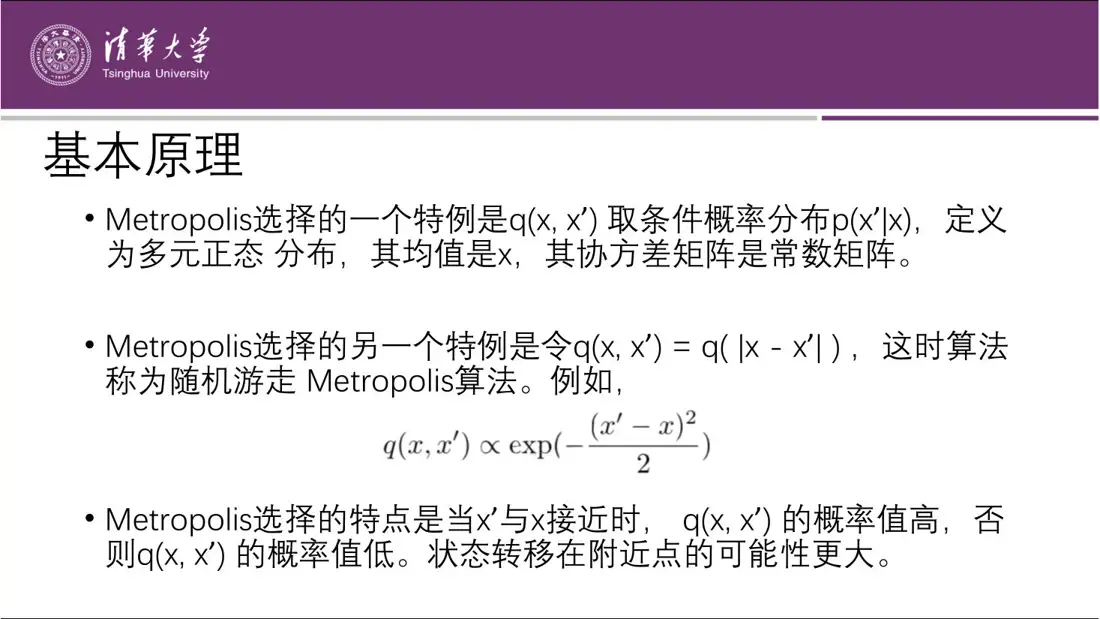 清华大学
Tsinghua University
基本原理
• Metropolis选择的一个特例是q(x, x′) 取条件概率分布p(x′|x)，定义
为多元正态 分布，其均值是x，其协方差矩阵是常数矩阵。
• Metropolis选择的另一个特例是令q(x, x′) = q( |x - x′| ) ，这时算法
称为随机游走 Metropolis算法。例如，
q(x, x′) ∝ exp(−(x′ − x)²/2)
• Metropolis选择的特点是当x′与x接近时， q(x, x′) 的概率值高，否
则q(x, x′) 的概率值低。状态转移在附近点的可能性更大。